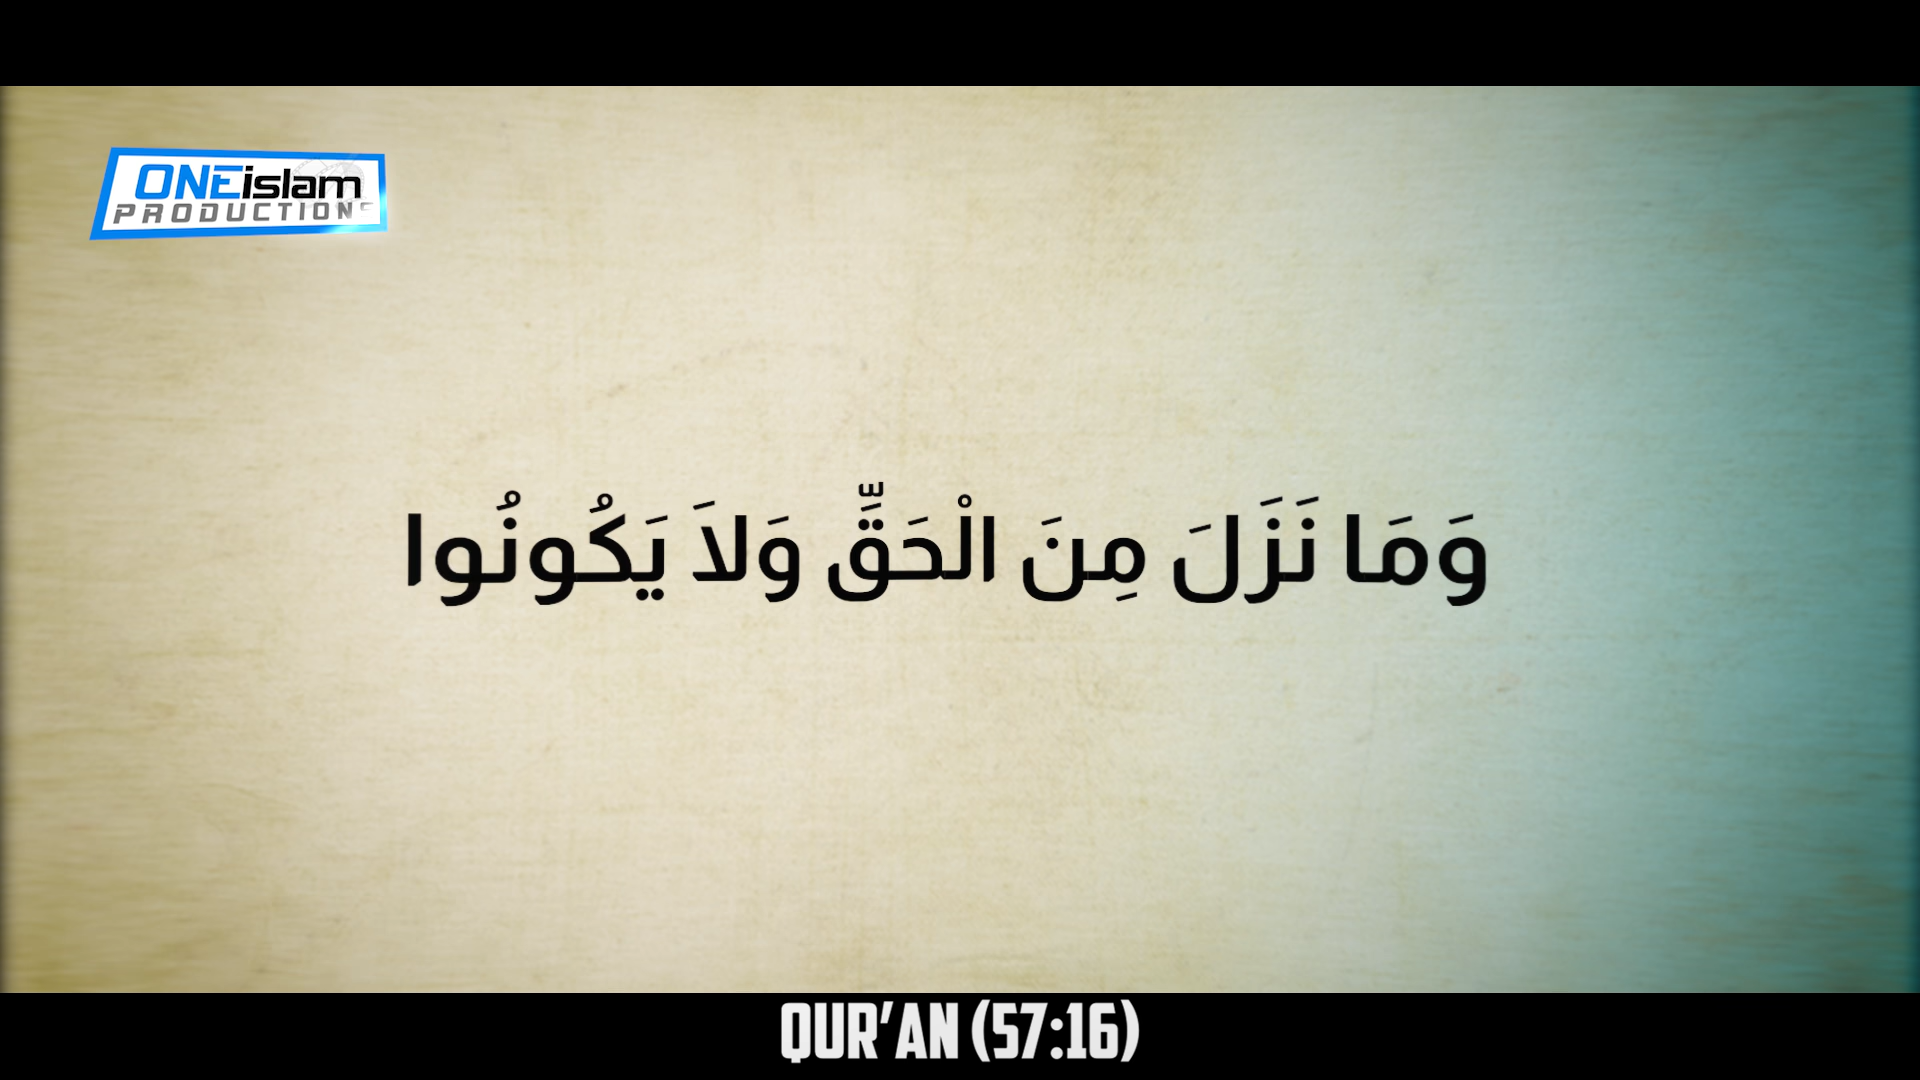 ONEislam
PRODUCTIONS
وَمَا نَزَلَ مِنَ الْحَقِّ وَلاَ يَكُونُوا
QUR'AN (57:16)